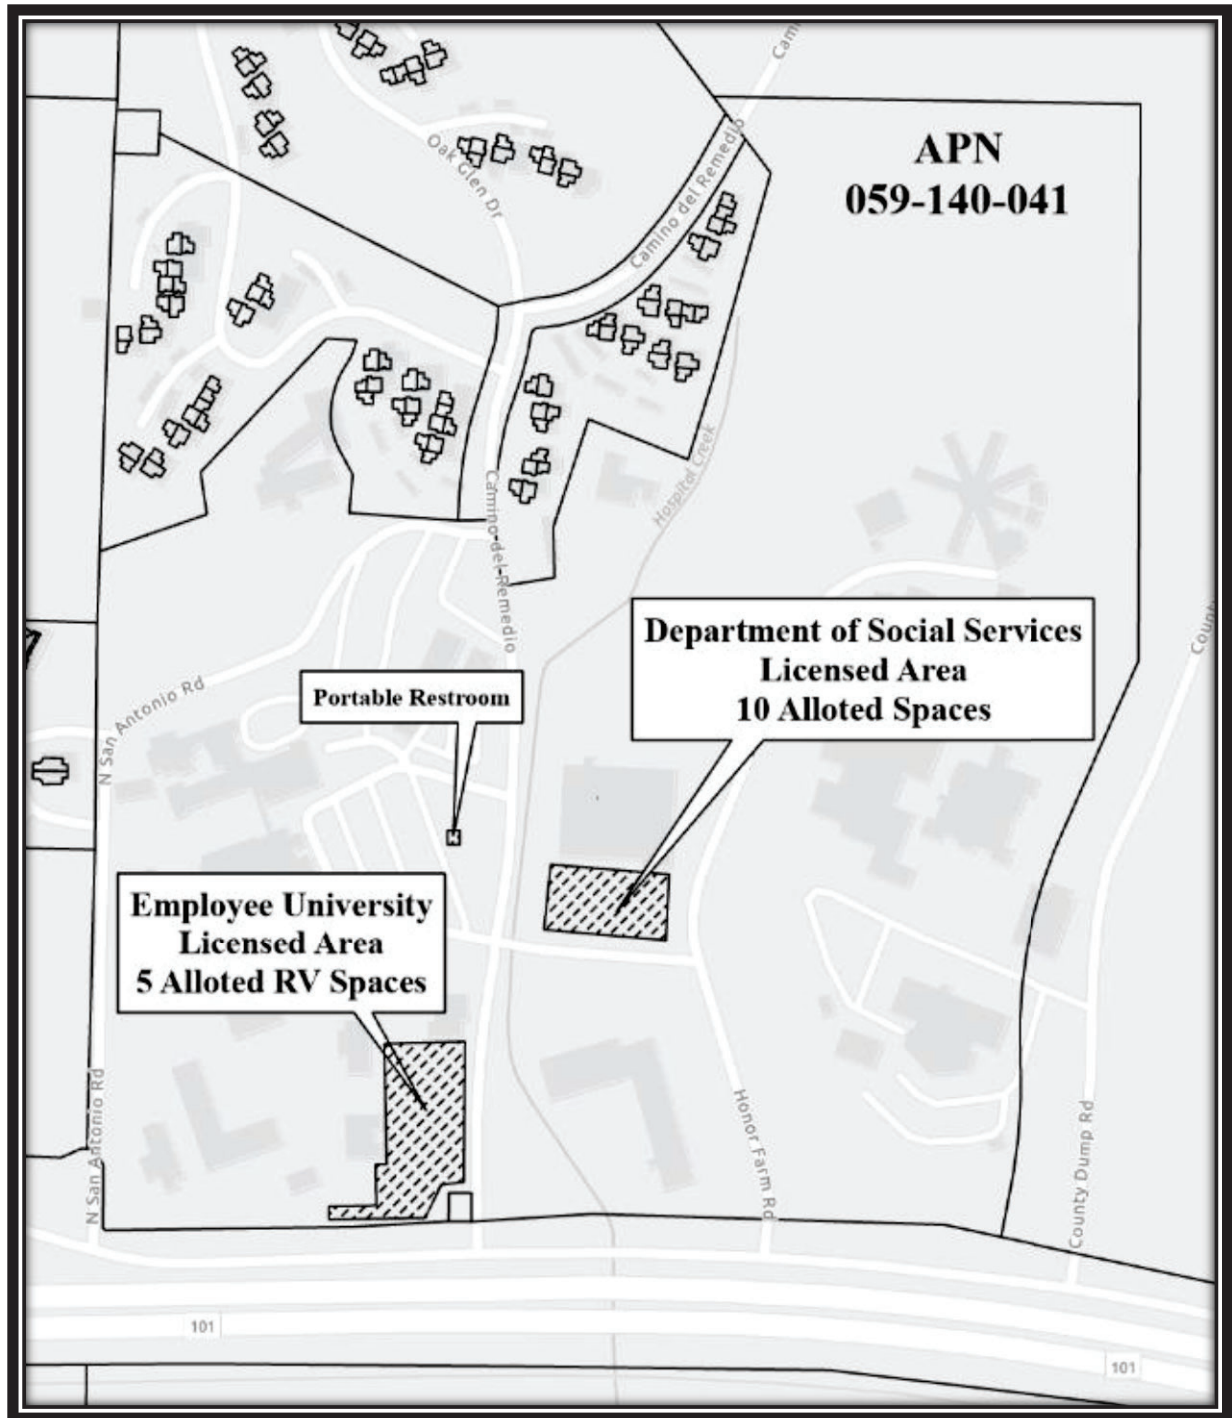 Cam
APN
059-140-041
Oak Glen Dr
Camino del Remedio
Hospital Creek
Camino del Remedio
County
Department of Social Services
Licensed Area
10 Alloted Spaces
Portable Restroom
N San Antonio Rd
Employee University
Licensed Area
5 Alloted RV Spaces
N San Antonio Rd
Honor Farm Rd
County Dump Rd
101
101